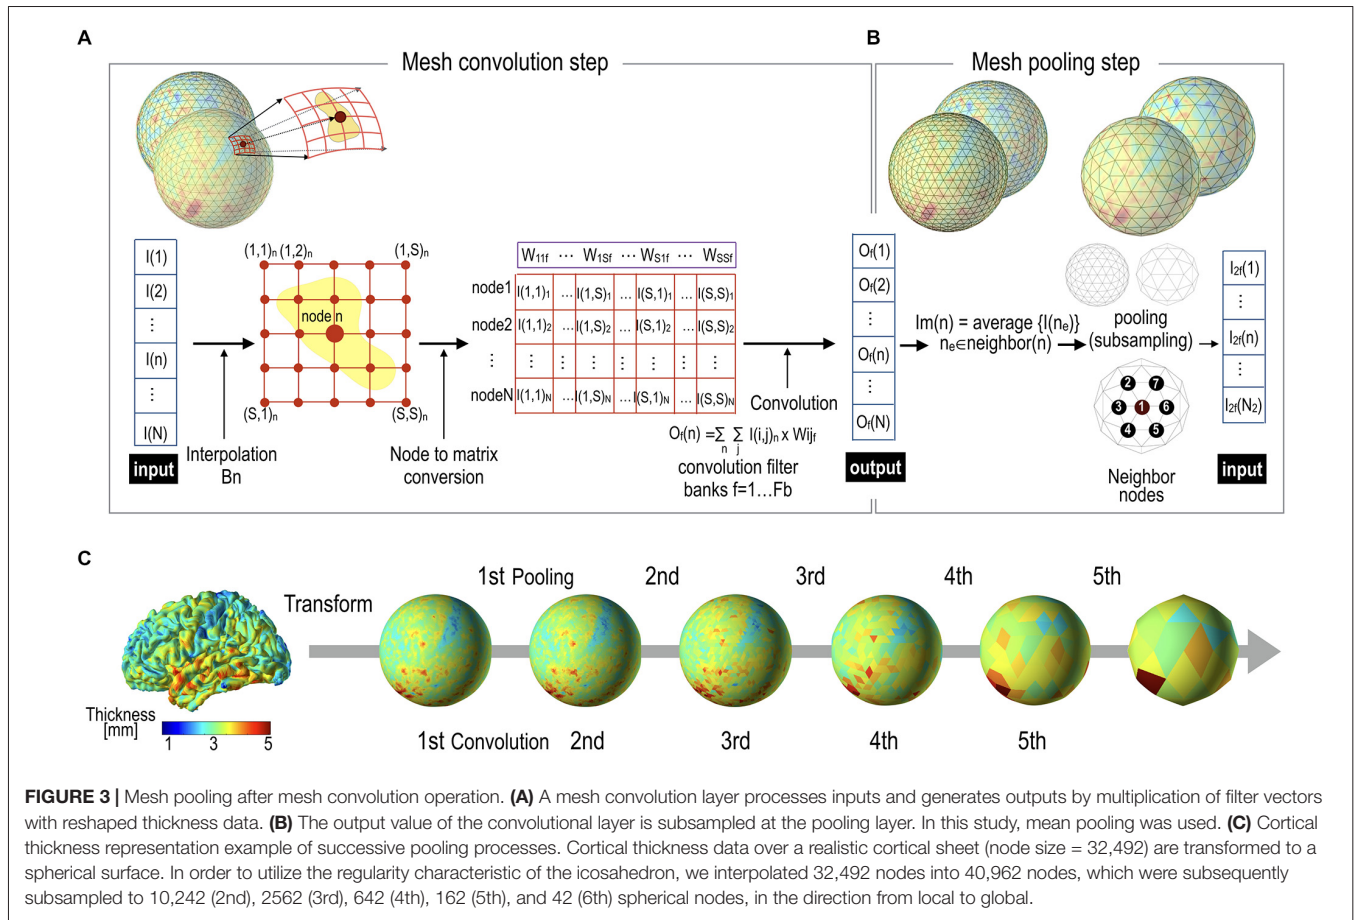 A
Mesh convolution step
I(1)
I(2)
⋮
I(n)
⋮
I(N)
input
Interpolation
Bn
(1,1)n (1,2)n (1,S)n
node n
(S,1)n (S,S)n
Node to matrix
conversion
W11f ⋯ W1Sf ⋯ WS1f ⋯ WSSf
node1 I(1,1)1 … I(1,S)1 … I(S,1)1 … I(S,S)1
node2 I(1,1)2 … I(1,S)2 … I(S,1)2 … I(S,S)2
⋮ ⋮ ⋮ ⋮ ⋮ ⋮ ⋮ ⋮
nodeN I(1,1)N … I(1,S)N … I(S,1)N … I(S,S)N
Convolution
Of(n) =∑n ∑j I(i,j)n x Wijf
convolution filter
banks f=1…Fb
Of(1)
Of(2)
⋮
Of(n)
⋮
Of(N)
output
B
Mesh pooling step
Im(n) = average {I(ne)}
ne∈neighbor(n)
pooling
(subsampling)
2 7
3 1 6
4 5
Neighbor
nodes
I2f(1)
⋮
I2f(n)
⋮
I2f(N2)
input
C
1st Pooling 2nd 3rd 4th 5th
Transform
Thickness
[mm]
1 3 5
1st Convolution 2nd 3rd 4th 5th
FIGURE 3 | Mesh pooling after mesh convolution operation. (A) A mesh convolution layer processes inputs and generates outputs by multiplication of filter vectors
with reshaped thickness data. (B) The output value of the convolutional layer is subsampled at the pooling layer. In this study, mean pooling was used. (C) Cortical
thickness representation example of successive pooling processes. Cortical thickness data over a realistic cortical sheet (node size = 32,492) are transformed to a
spherical surface. In order to utilize the regularity characteristic of the icosahedron, we interpolated 32,492 nodes into 40,962 nodes, which were subsequently
subsampled to 10,242 (2nd), 2562 (3rd), 642 (4th), 162 (5th), and 42 (6th) spherical nodes, in the direction from local to global.